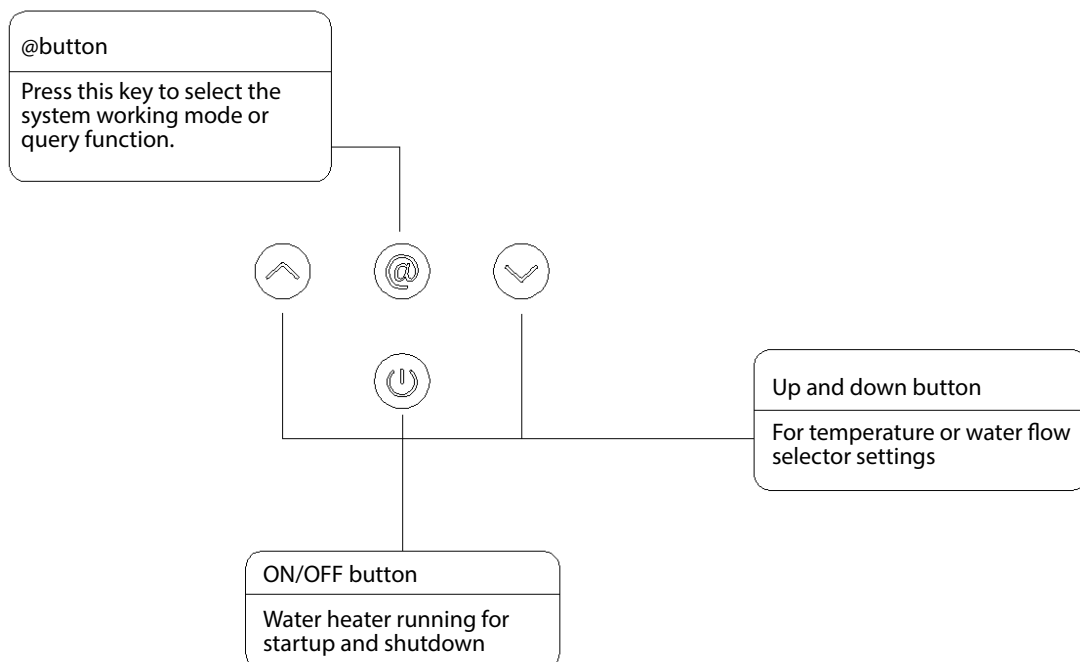 @button
Press this key to select the
system working mode or
query function.
@
Up and down button
For temperature or water flow
selector settings
ON/OFF button
Water heater running for
startup and shutdown